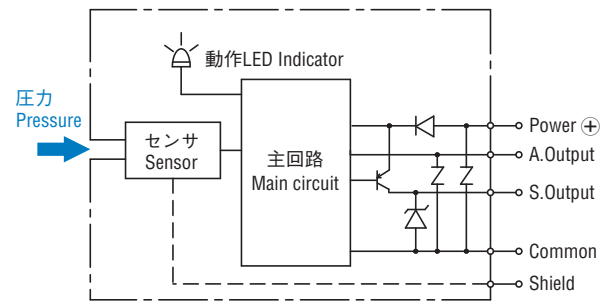 動作LED Indicator
圧力
Pressure
センサ
Sensor
主回路
Main circuit
Power ⊕
A.Output
S.Output
Common
Shield